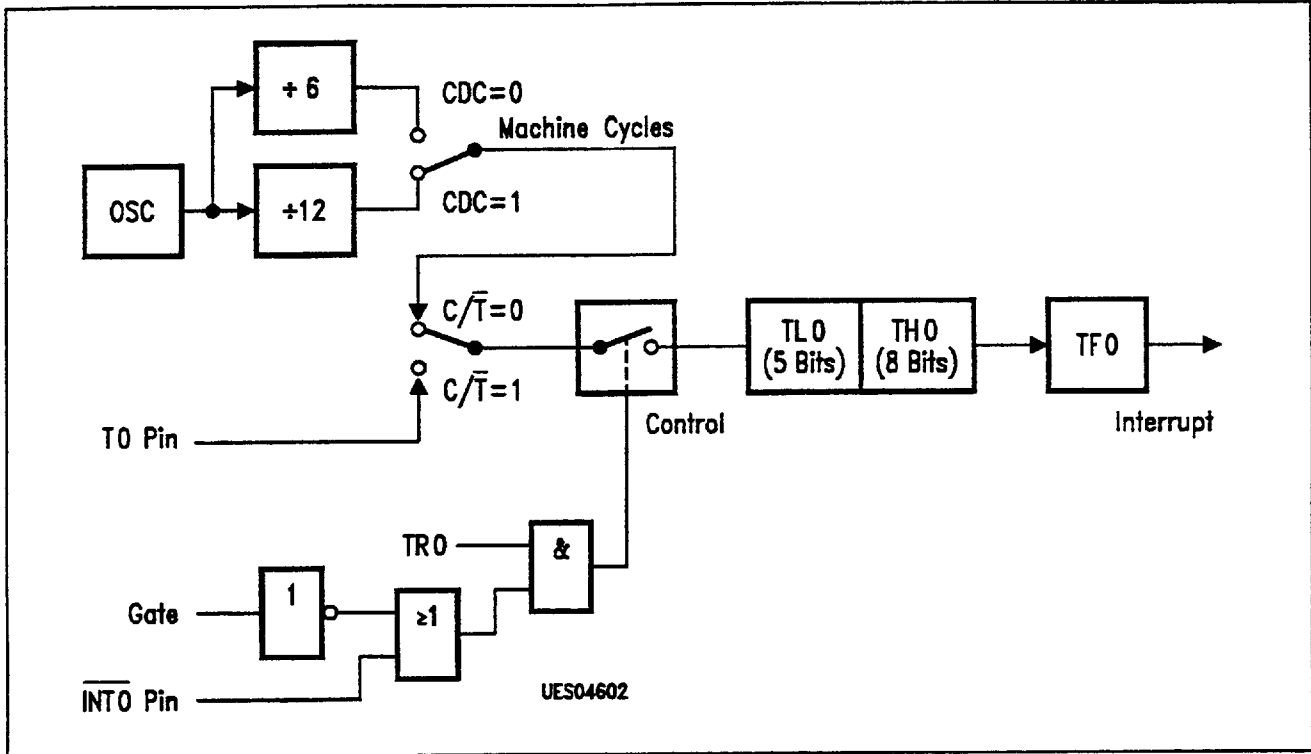 ÷ 6
CDC=0
Machine Cycles
OSC
÷12
CDC=1
C/T̅=0
TL0
(5 Bits)
TH0
(8 Bits)
TF0
C/T̅=1
T0 Pin
Control
Interrupt
TR0
&
Gate
1
≥1
I̅N̅T̅0̅ Pin
UES04602